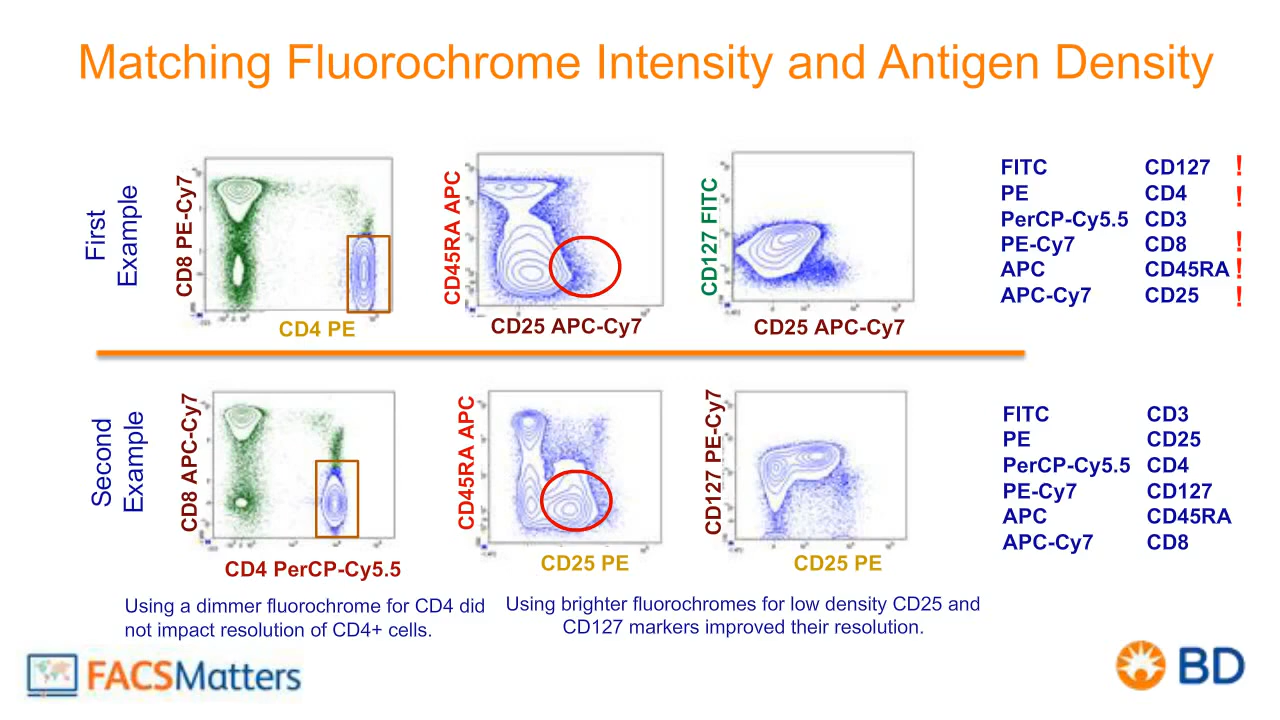 Matching Fluorochrome Intensity and Antigen Density
First
Example
CD8 PE-Cy7
CD4 PE
CD45RA APC
CD25 APC-Cy7
CD127 FITC
CD25 APC-Cy7
FITC CD127 !
PE CD4 !
PerCP-Cy5.5 CD3
PE-Cy7 CD8 !
APC CD45RA !
APC-Cy7 CD25 !
Second
Example
CD8 APC-Cy7
CD4 PerCP-Cy5.5
CD45RA APC
CD25 PE
CD127 PE-Cy7
CD25 PE
FITC CD3
PE CD25
PerCP-Cy5.5 CD4
PE-Cy7 CD127
APC CD45RA
APC-Cy7 CD8
Using a dimmer fluorochrome for CD4 did
not impact resolution of CD4+ cells.
Using brighter fluorochromes for low density CD25 and
CD127 markers improved their resolution.
FACSMatters
BD